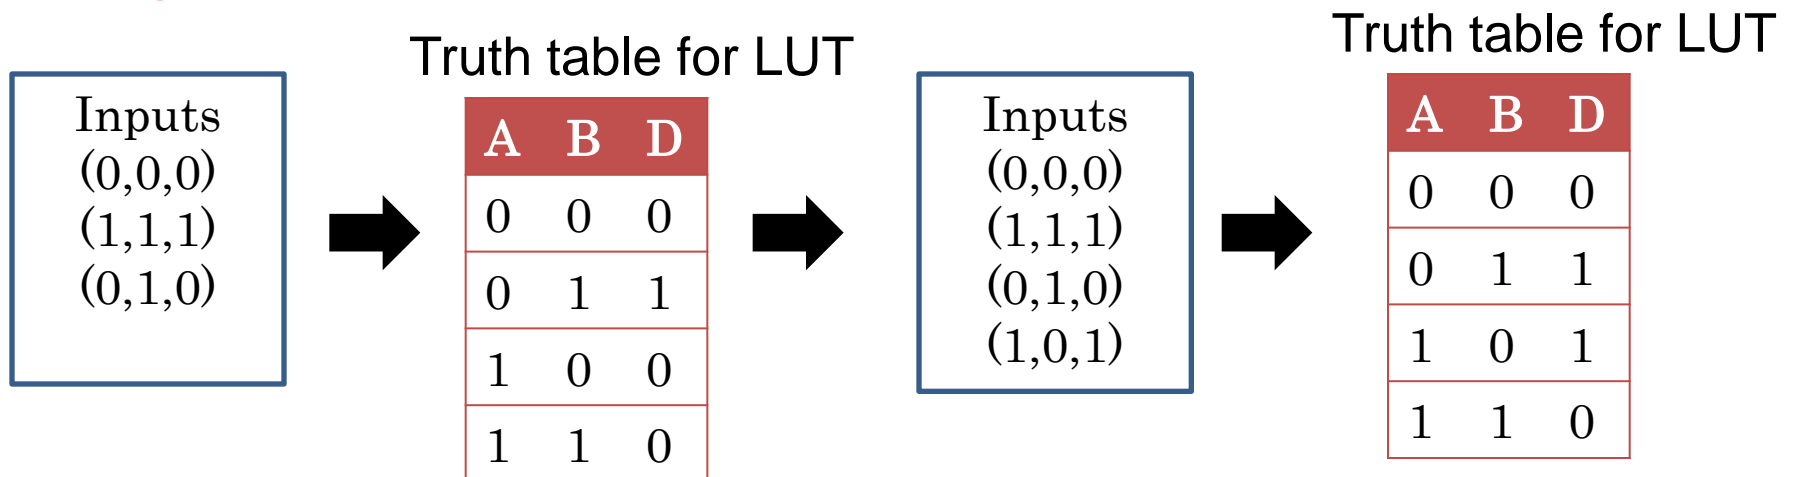 Inputs
(0,0,0)
(1,1,1)
(0,1,0)
Truth table for LUT
A B D
0 0 0
0 1 1
1 0 0
1 1 0
Inputs
(0,0,0)
(1,1,1)
(0,1,0)
(1,0,1)
Truth table for LUT
A B D
0 0 0
0 1 1
1 0 1
1 1 0